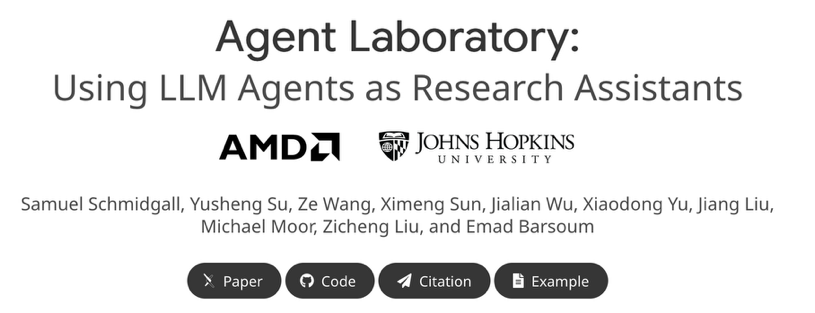 Agent Laboratory:
Using LLM Agents as Research Assistants
AMD JOHNS HOPKINS
UNIVERSITY
Samuel Schmidgall, Yusheng Su, Ze Wang, Ximeng Sun, Jialian Wu, Xiaodong Yu, Jiang Liu,
Michael Moor, Zicheng Liu, and Emad Barsoum
Paper Code Citation Example